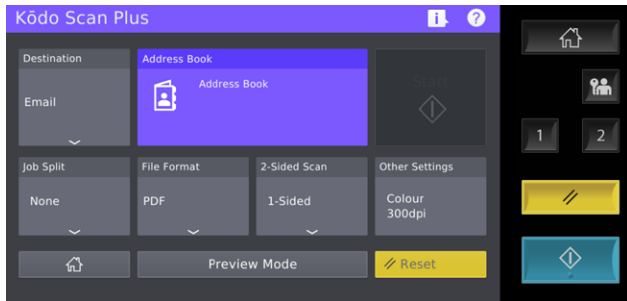 Kōdo Scan Plus
i
?
Destination
Email
Address Book
Address Book
Start
Job Split
None
File Format
PDF
2-Sided Scan
1-Sided
Other Settings
Colour
300dpi
Preview Mode
Reset
1
2